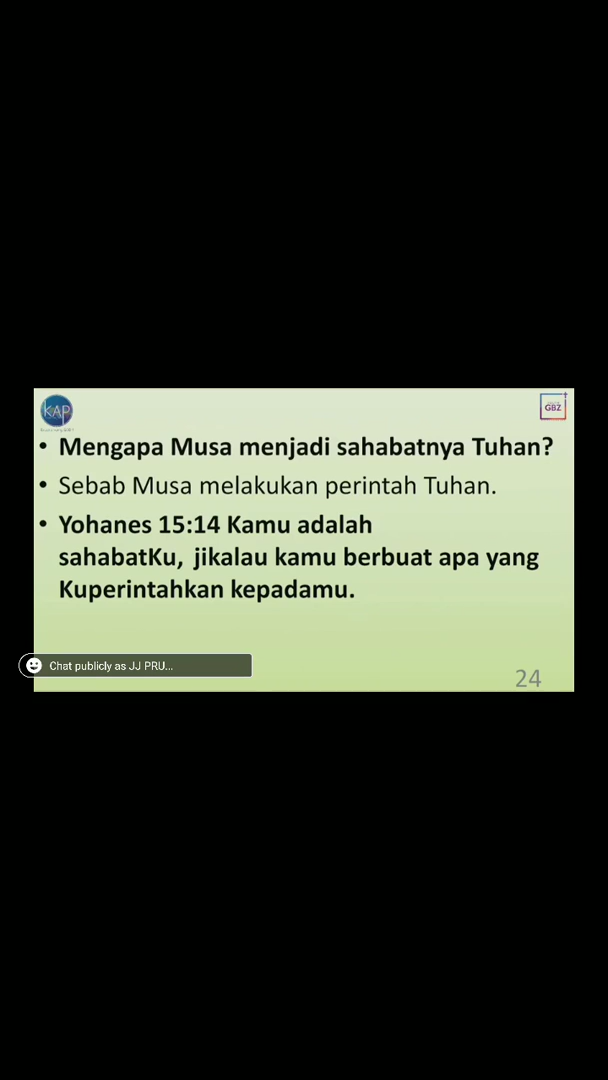 KAP
GBZ
• Mengapa Musa menjadi sahabatnya Tuhan?
• Sebab Musa melakukan perintah Tuhan.
• Yohanes 15:14 Kamu adalah
sahabatKu, jikalau kamu berbuat apa yang
Kuperintahkan kepadamu.
Chat publicly as JJ PRU...
24